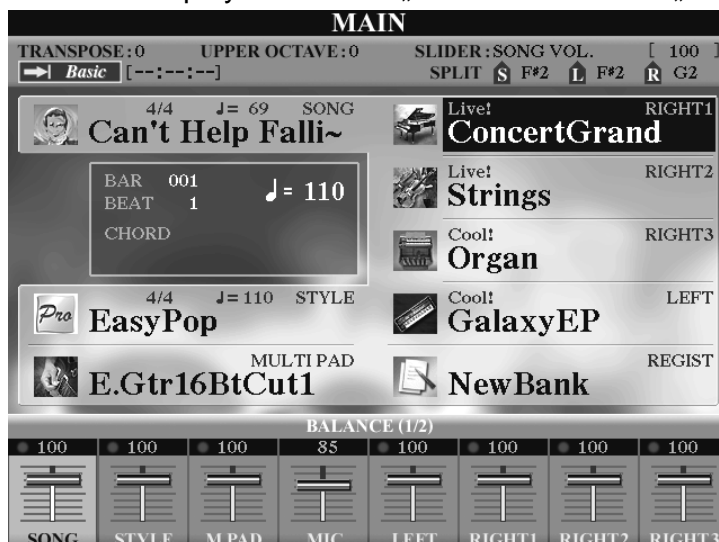 MAIN
TRANSPOSE:0 UPPER OCTAVE:0 SLIDER:SONG VOL. [ 100 ]
Basic [--:--:--] SPLIT S F#2 L F#2 R G2
4/4 ♩= 69 SONG
Can't Help Falli~
BAR 001
BEAT 1
♩= 110
CHORD
4/4 ♩=110 STYLE
Pro EasyPop
MULTI PAD
E.Gtr16BtCut1
Live! RIGHT1
ConcertGrand
Live! RIGHT2
Strings
Cool! RIGHT3
Organ
Cool! LEFT
GalaxyEP
REGIST
NewBank
BALANCE (1/2)
100 100 100 85 100 100 100 100
SONG STYLE M.PAD MIC LEFT RIGHT1 RIGHT2 RIGHT3